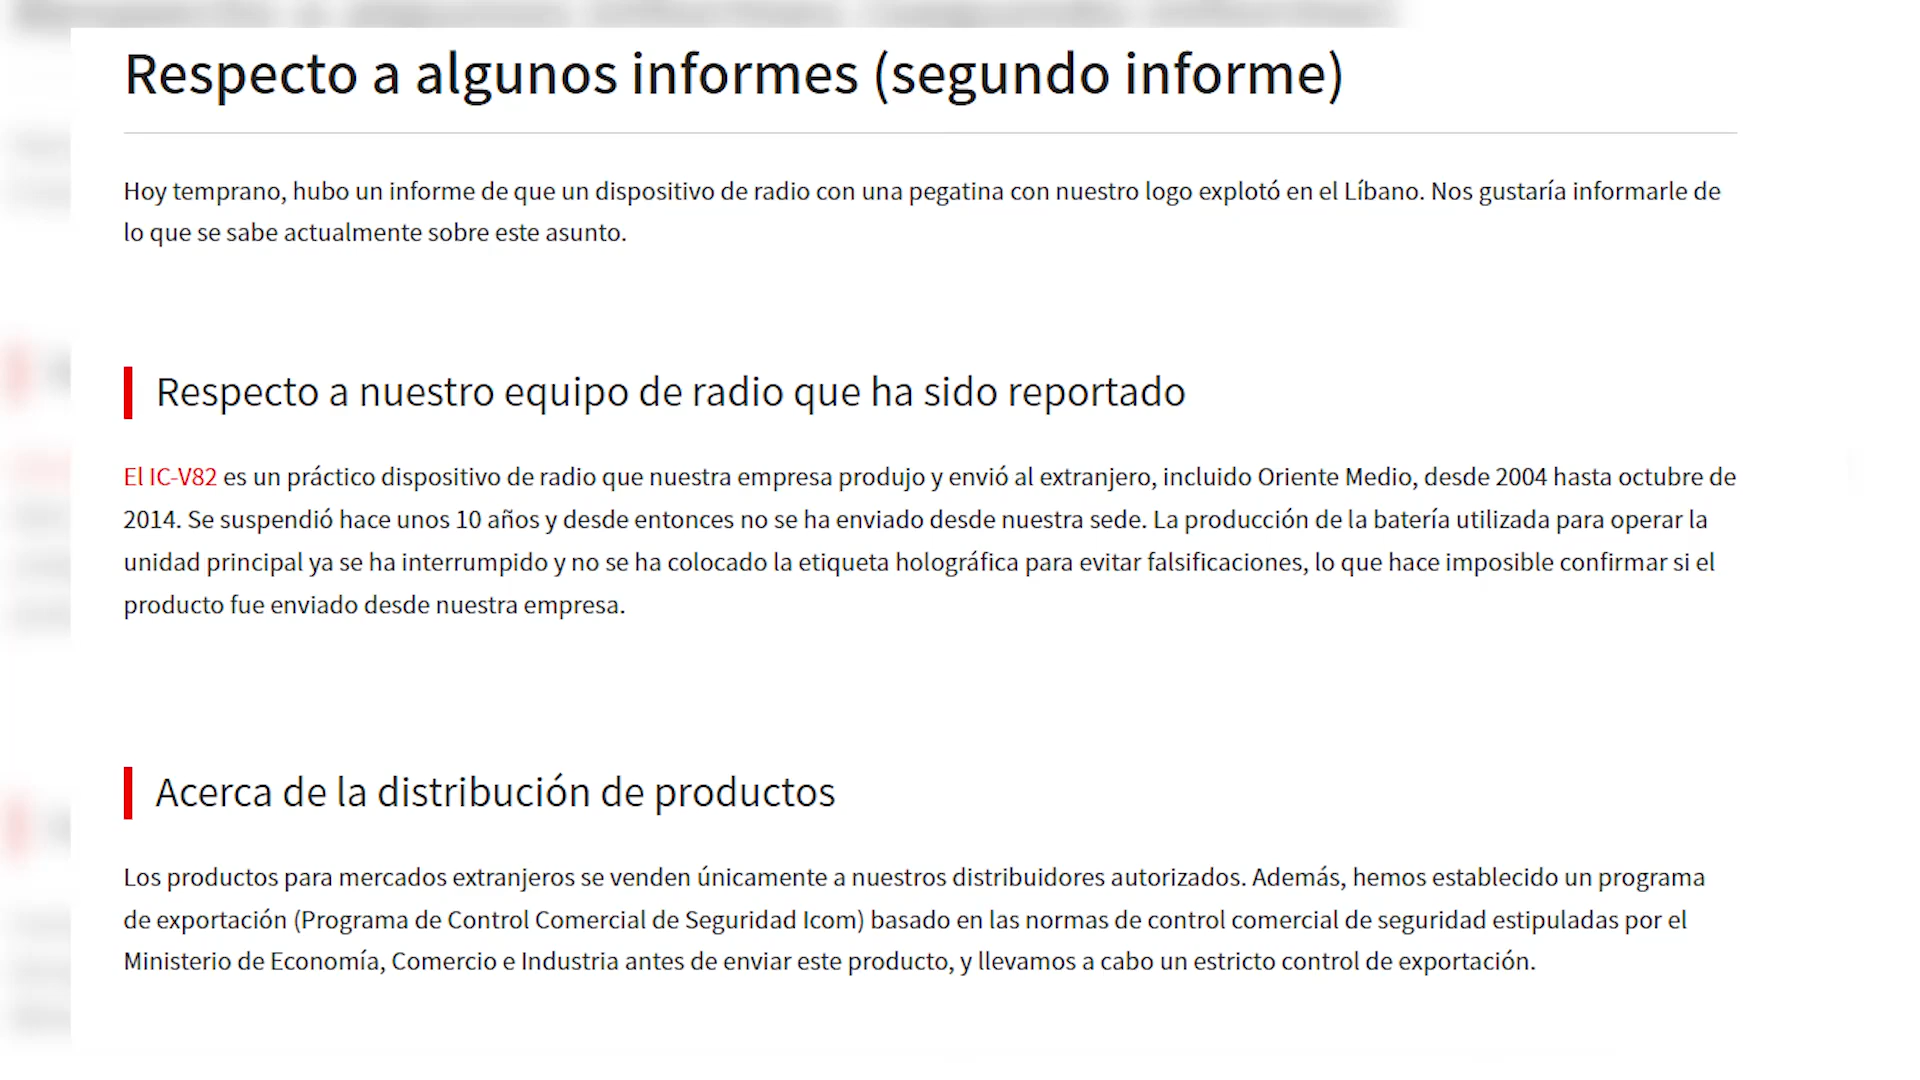 Respecto a algunos informes (segundo informe)
Hoy temprano, hubo un informe de que un dispositivo de radio con una pegatina con nuestro logo explotó en el Líbano. Nos gustaría informarle de
lo que se sabe actualmente sobre este asunto.
Respecto a nuestro equipo de radio que ha sido reportado
El IC-V82 es un práctico dispositivo de radio que nuestra empresa produjo y envió al extranjero, incluido Oriente Medio, desde 2004 hasta octubre de
2014. Se suspendió hace unos 10 años y desde entonces no se ha enviado desde nuestra sede. La producción de la batería utilizada para operar la
unidad principal ya se ha interrumpido y no se ha colocado la etiqueta holográfica para evitar falsificaciones, lo que hace imposible confirmar si el
producto fue enviado desde nuestra empresa.
Acerca de la distribución de productos
Los productos para mercados extranjeros se venden únicamente a nuestros distribuidores autorizados. Además, hemos establecido un programa
de exportación (Programa de Control Comercial de Seguridad Icom) basado en las normas de control comercial de seguridad estipuladas por el
Ministerio de Economía, Comercio e Industria antes de enviar este producto, y llevamos a cabo un estricto control de exportación.